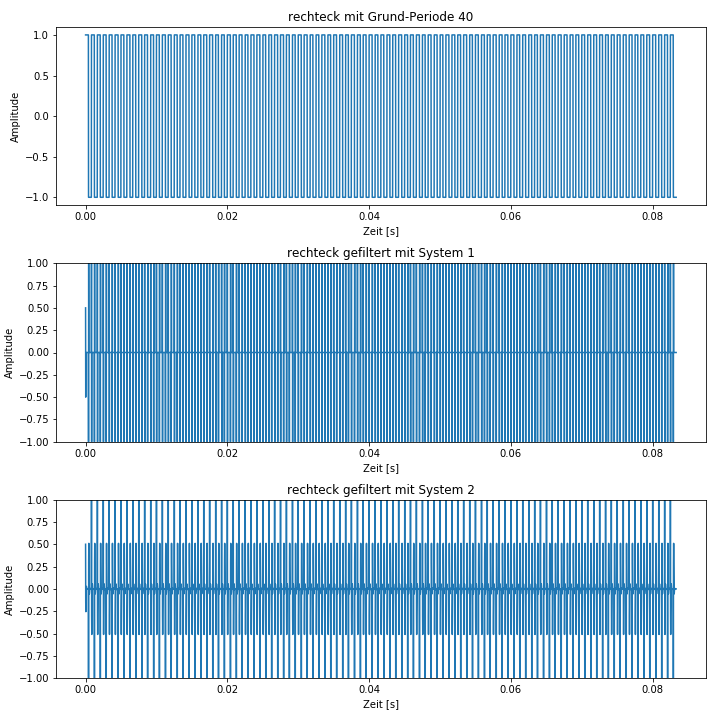 rechteck mit Grund-Periode 40
1.0
0.5
0.0
−0.5
−1.0
Amplitude
0.00 0.02 0.04 0.06 0.08
Zeit [s]
rechteck gefiltert mit System 1
1.00
0.75
0.50
0.25
0.00
−0.25
−0.50
−0.75
−1.00
Amplitude
0.00 0.02 0.04 0.06 0.08
Zeit [s]
rechteck gefiltert mit System 2
1.00
0.75
0.50
0.25
0.00
−0.25
−0.50
−0.75
−1.00
Amplitude
0.00 0.02 0.04 0.06 0.08
Zeit [s]